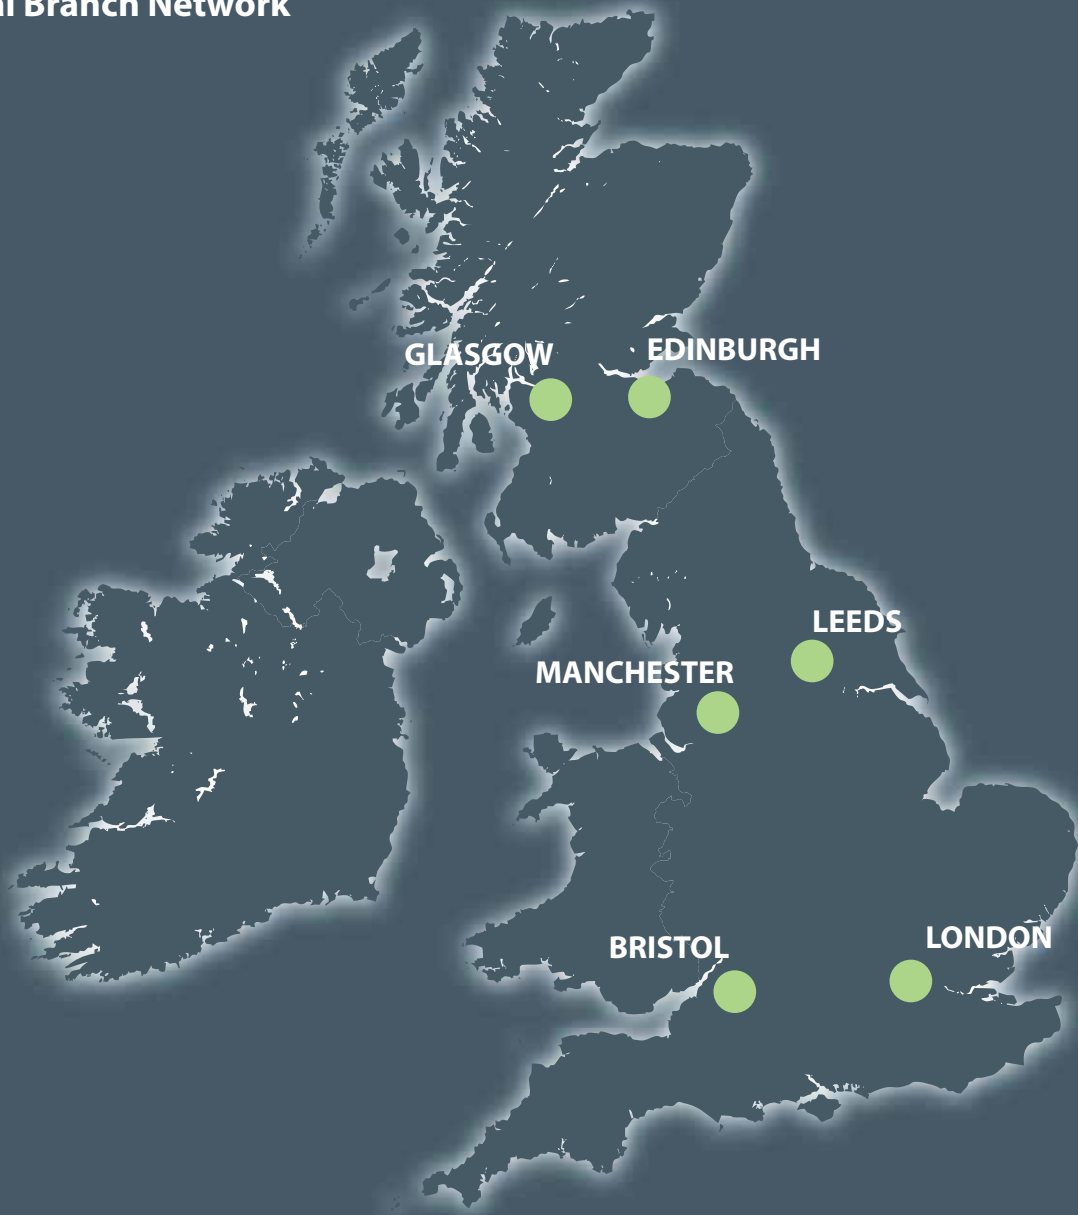 Branch Network
GLASGOW
EDINBURGH
LEEDS
MANCHESTER
BRISTOL
LONDON